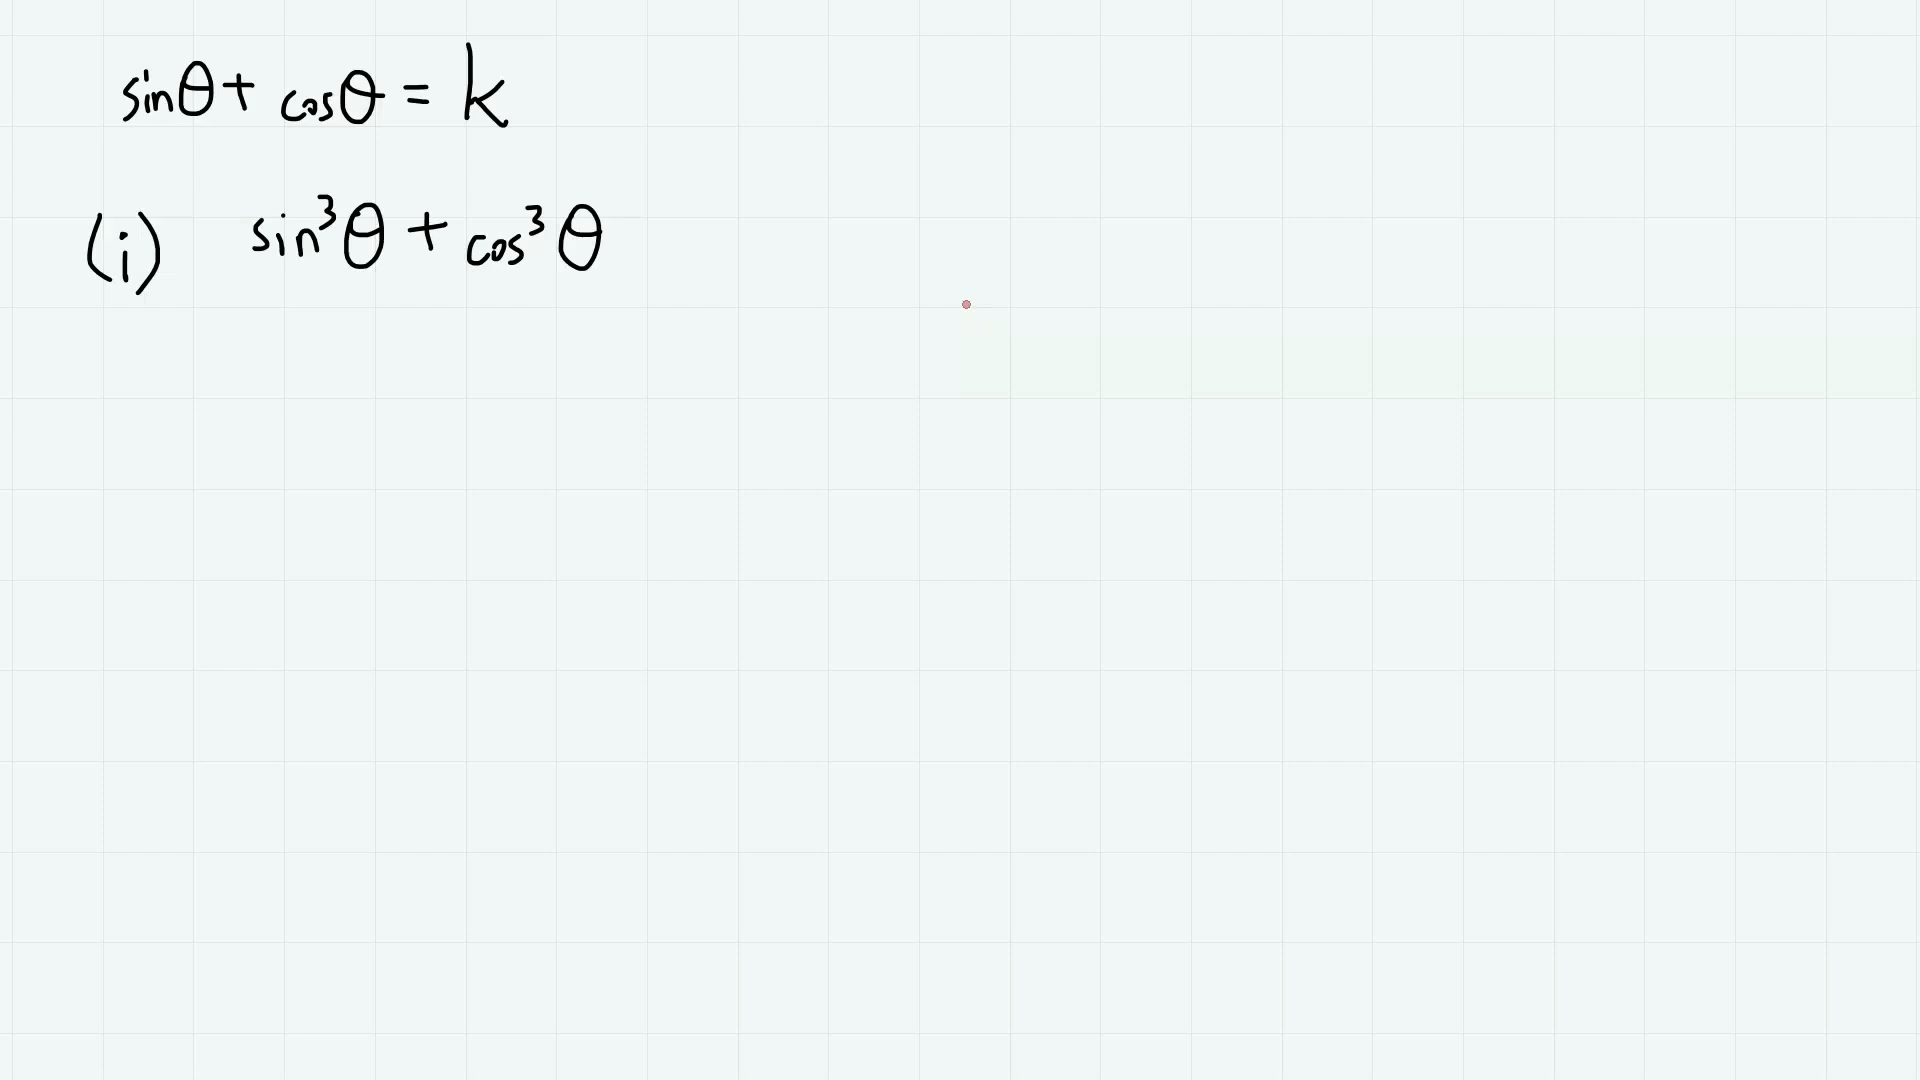 sinθ + cosθ = k
(i) sin³θ + cos³θ